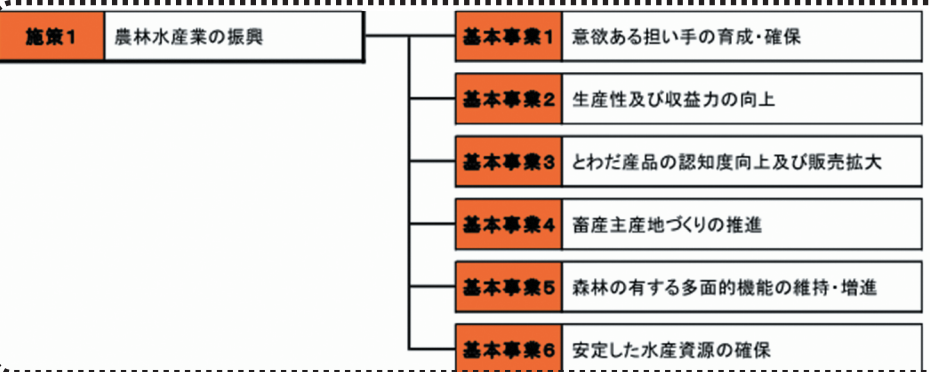 施策1 農林水産業の振興
基本事業1 意欲ある担い手の育成・確保
基本事業2 生産性及び収益力の向上
基本事業3 とわだ産品の認知度向上及び販売拡大
基本事業4 畜産主産地づくりの推進
基本事業5 森林の有する多面的機能の維持・増進
基本事業6 安定した水産資源の確保